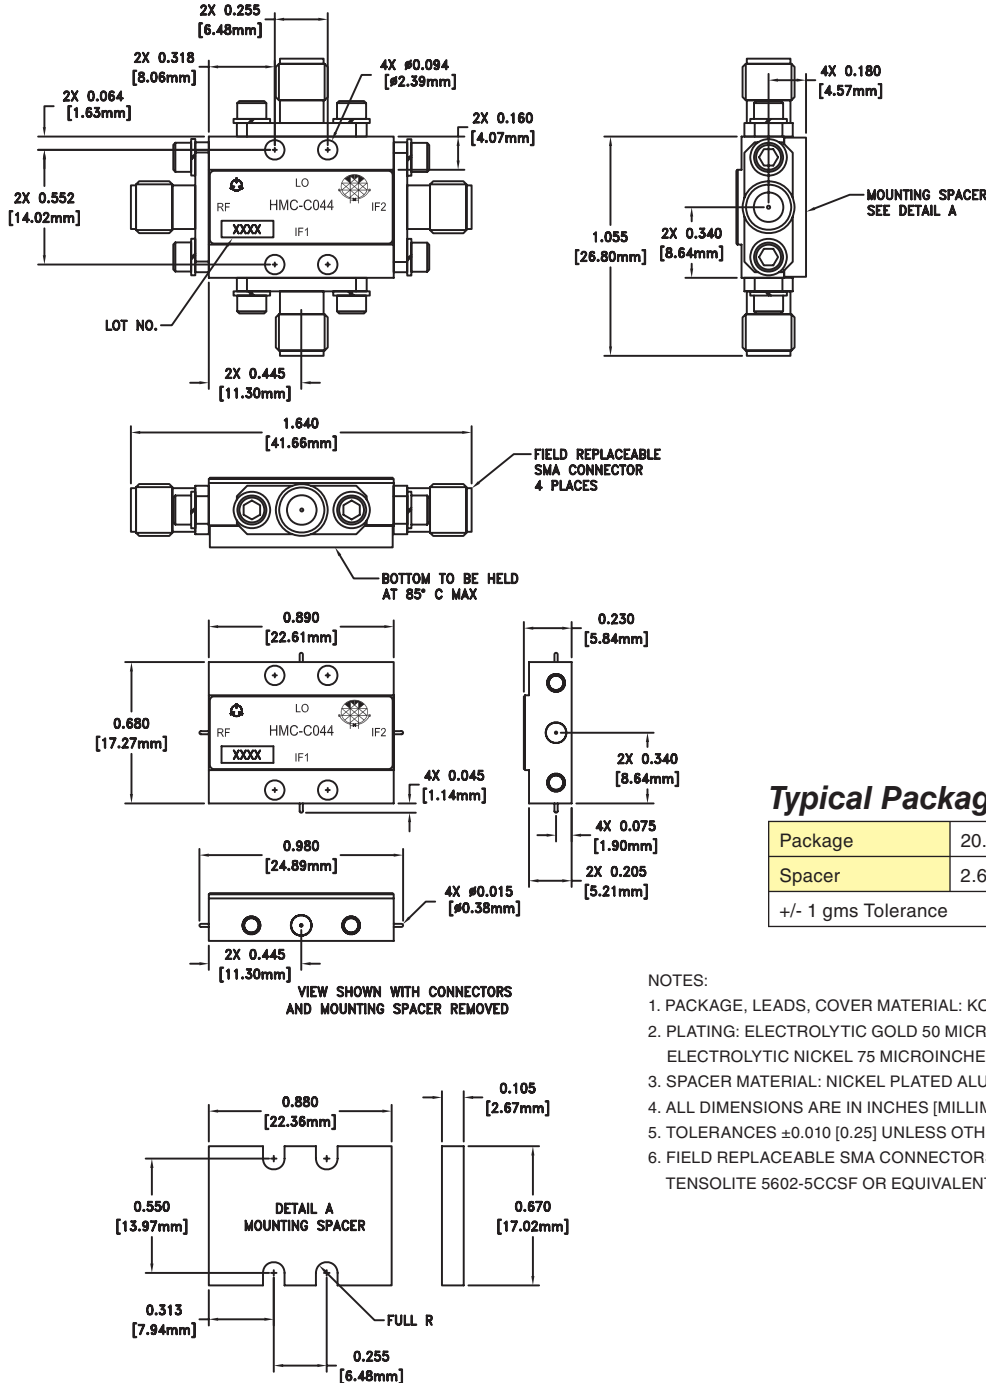 2X 0.255
[6.48mm]
2X 0.318
[8.06mm]
4X ø0.094
[ø2.39mm]
2X 0.064
[1.63mm]
2X 0.160
[4.07mm]
2X 0.552
[14.02mm]
LO
RF
HMC-C044
IF2
XXXX
IF1
LOT NO.
2X 0.445
[11.30mm]
4X 0.180
[4.57mm]
MOUNTING SPACER
SEE DETAIL A
1.055
[26.80mm]
2X 0.340
[8.64mm]
1.640
[41.66mm]
FIELD REPLACEABLE
SMA CONNECTOR
4 PLACES
BOTTOM TO BE HELD
AT 85° C MAX
0.890
[22.61mm]
0.680
[17.27mm]
LO
RF
HMC-C044
IF2
XXXX
IF1
4X 0.045
[1.14mm]
0.230
[5.84mm]
2X 0.340
[8.64mm]
4X 0.075
[1.90mm]
2X 0.205
[5.21mm]
0.980
[24.89mm]
4X ø0.015
[ø0.38mm]
2X 0.445
[11.30mm]
VIEW SHOWN WITH CONNECTORS
AND MOUNTING SPACER REMOVED
Typical Packag
Package 20.
Spacer 2.6
+/- 1 gms Tolerance
NOTES:
1. PACKAGE, LEADS, COVER MATERIAL: KO
2. PLATING: ELECTROLYTIC GOLD 50 MICR
ELECTROLYTIC NICKEL 75 MICROINCHE
3. SPACER MATERIAL: NICKEL PLATED ALU
4. ALL DIMENSIONS ARE IN INCHES [MILLIM
5. TOLERANCES ±0.010 [0.25] UNLESS OTH
6. FIELD REPLACEABLE SMA CONNECTOR
TENSOLITE 5602-5CCSF OR EQUIVALENT
0.880
[22.36mm]
0.105
[2.67mm]
0.550
[13.97mm]
DETAIL A
MOUNTING SPACER
0.670
[17.02mm]
0.313
[7.94mm]
FULL R
0.255
[6.48mm]